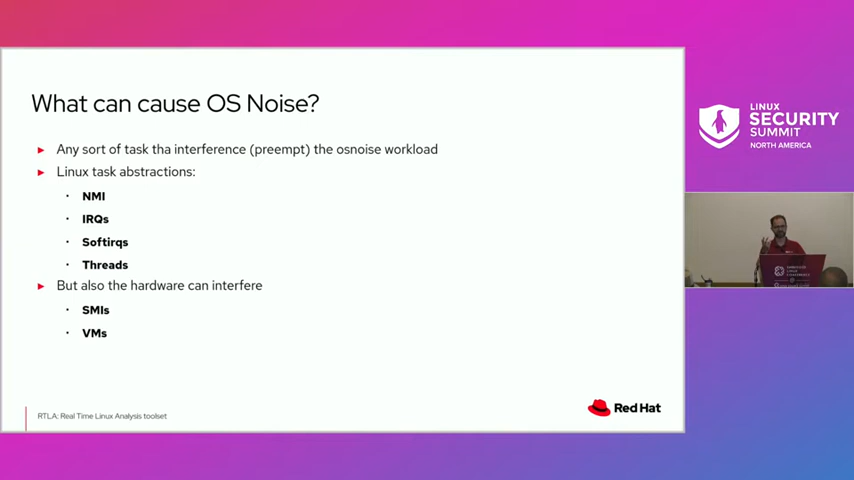 What can cause OS Noise?
Any sort of task tha interference (preempt) the osnoise workload
Linux task abstractions:
NMI
IRQs
Softirqs
Threads
But also the hardware can interfere
SMIs
VMs
RTLA: Real Time Linux Analysis toolset
Red Hat
LINUX
SECURITY
SUMMIT
NORTH AMERICA